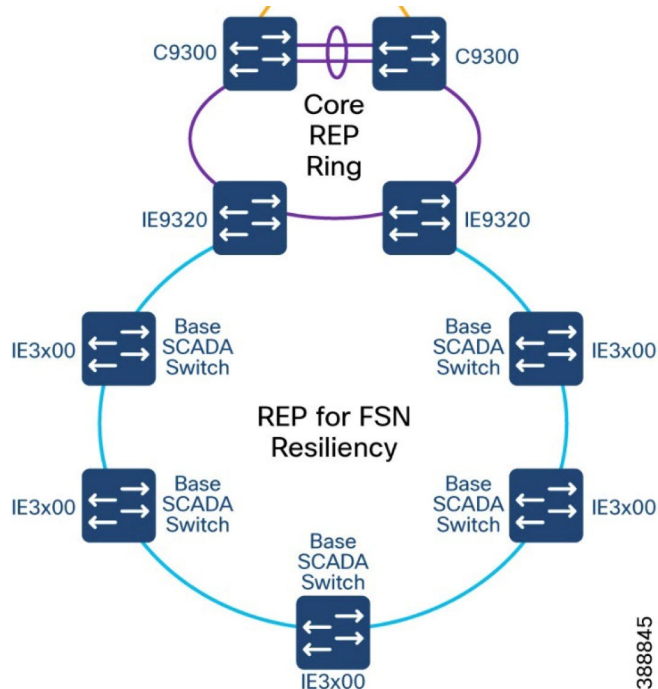 C9300
C9300
Core
REP
Ring
IE9320
IE9320
IE3x00
Base
SCADA
Switch
Base
SCADA
Switch
IE3x00
REP for FSN
Resiliency
IE3x00
Base
SCADA
Switch
Base
SCADA
Switch
IE3x00
Base
SCADA
Switch
IE3x00
388845